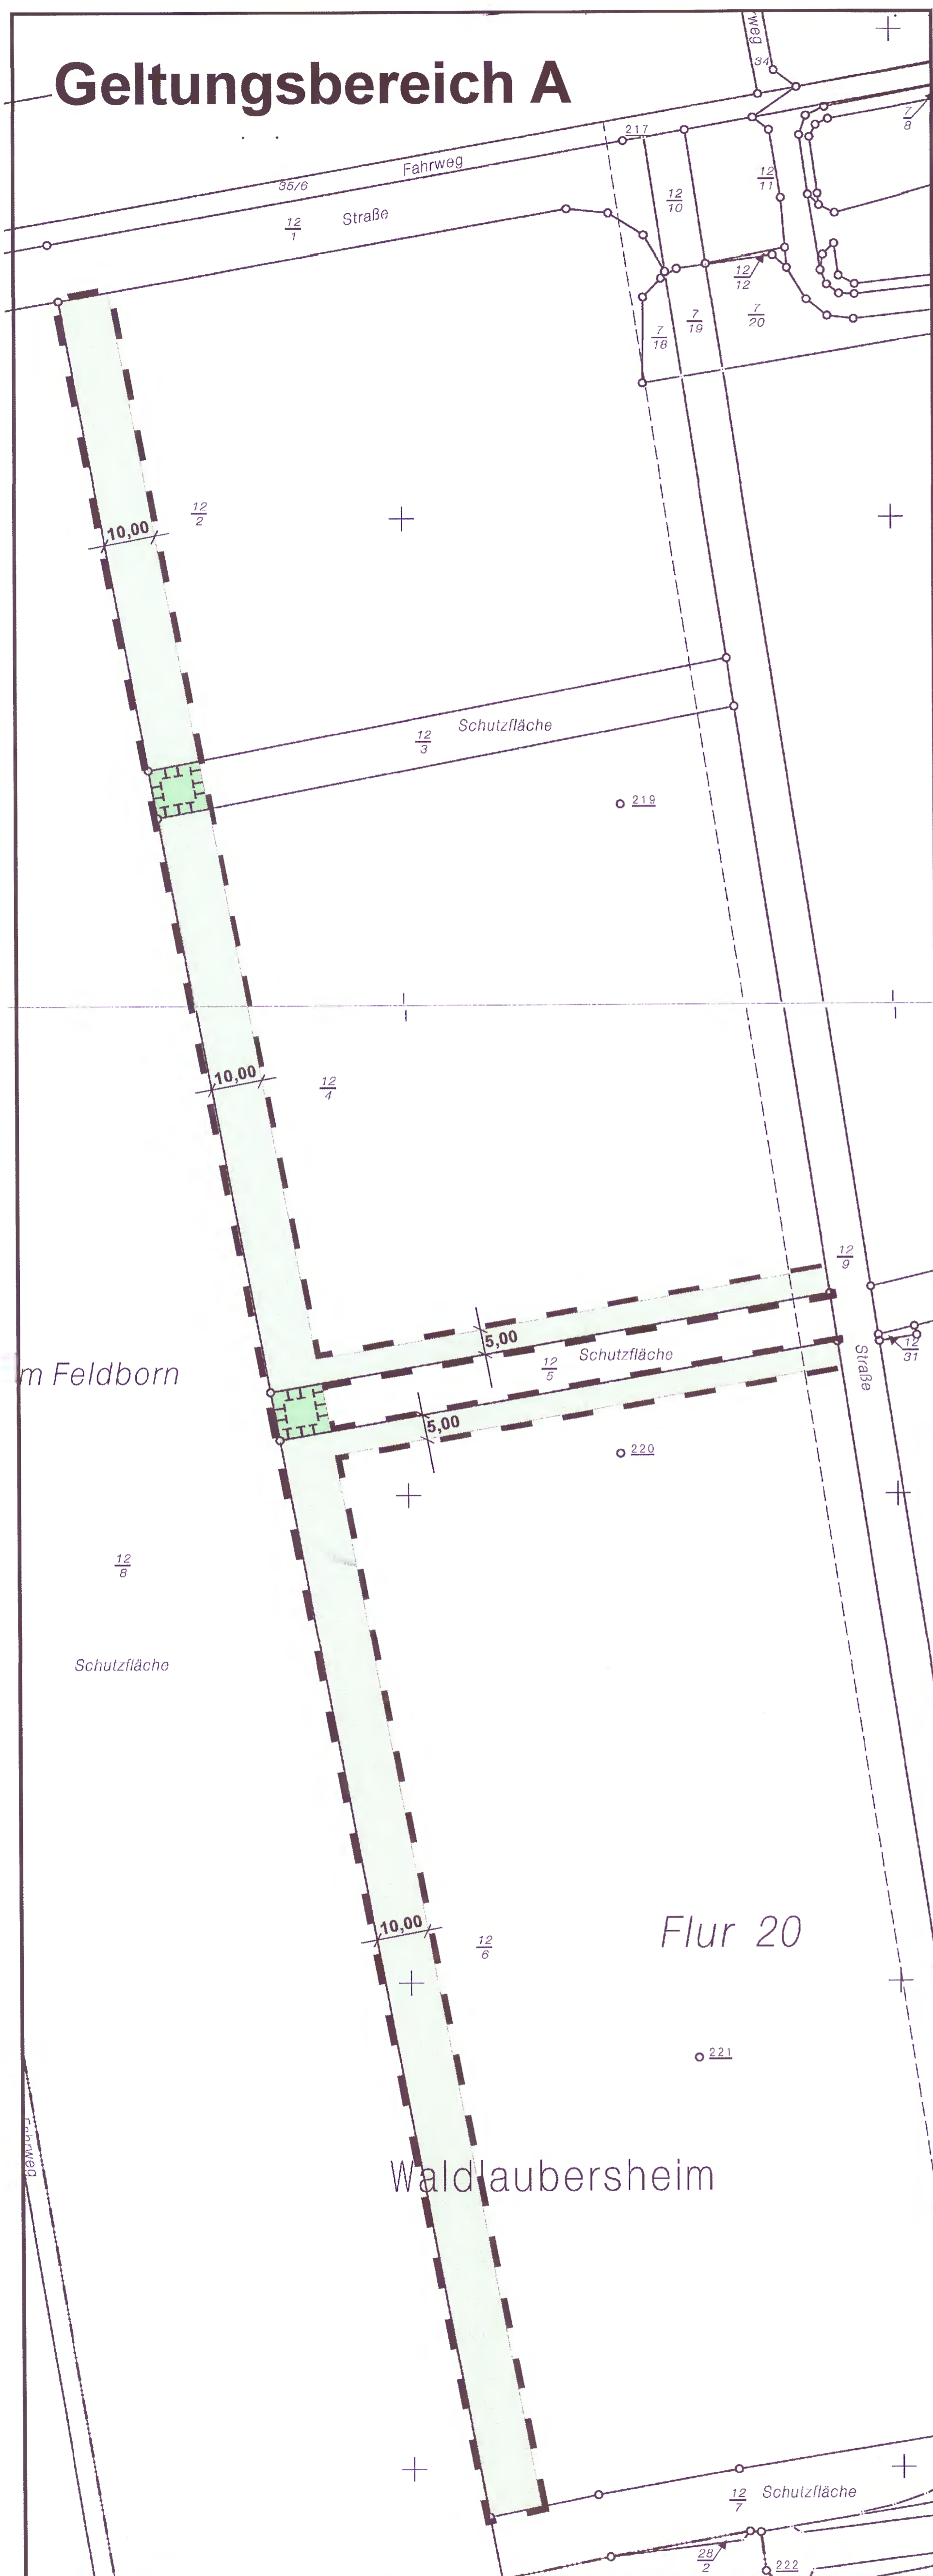 Geltungsbereich A
weg
34
7/8
217
Fahrweg
35/6
12/1
Straße
12/10
12/11
12/12
7/18
7/19
7/20
12/2
10,00
Schutzfläche
12/3
219
10,00
12/4
12/9
5,00
Schutzfläche
12/5
12/31
Straße
m Feldborn
5,00
220
12/8
Schutzfläche
10,00
12/6
Flur 20
221
Fahrweg
Waldlaubersheim
12/7
Schutzfläche
28/2
222